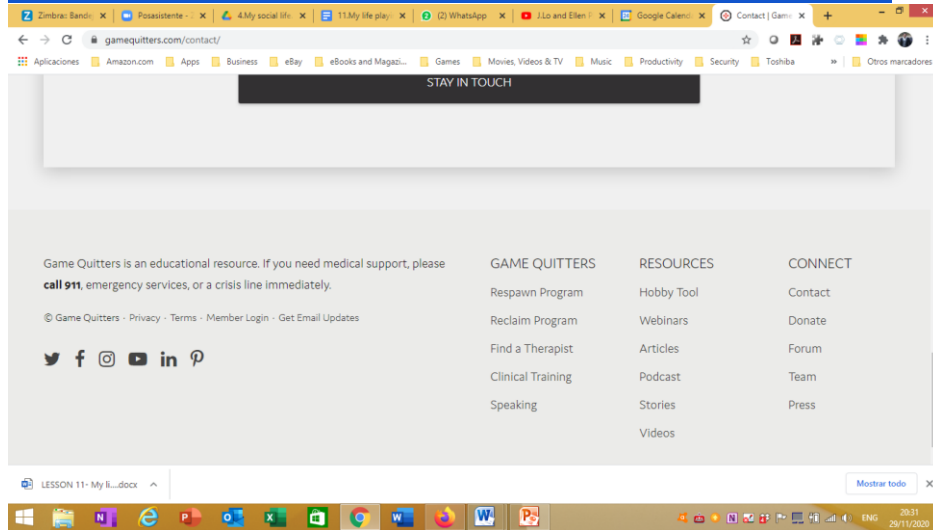 Zimbra: Bandej
Posasistente - Z
4.My social life
11.My life playi
(2) WhatsApp
J.Lo and Ellen P
Google Calend
Contact | Game
gamequitters.com/contact/
Aplicaciones
Amazon.com
Apps
Business
eBay
eBooks and Magazi...
Games
Movies, Videos & TV
Music
Productivity
Security
Toshiba
»
Otros marcadores
STAY IN TOUCH
Game Quitters is an educational resource. If you need medical support, please
call 911, emergency services, or a crisis line immediately.
© Game Quitters - Privacy - Terms - Member Login - Get Email Updates
GAME QUITTERS
Respawn Program
Reclaim Program
Find a Therapist
Clinical Training
Speaking
RESOURCES
Hobby Tool
Webinars
Articles
Podcast
Stories
Videos
CONNECT
Contact
Donate
Forum
Team
Press
LESSON 11- My li....docx
Mostrar todo
ENG
20:31
29/11/2020